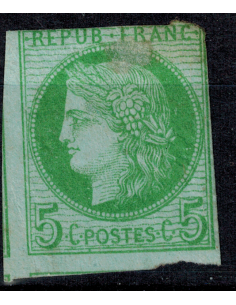 REPUB · FRANC
5 · C · POSTES · C · 5